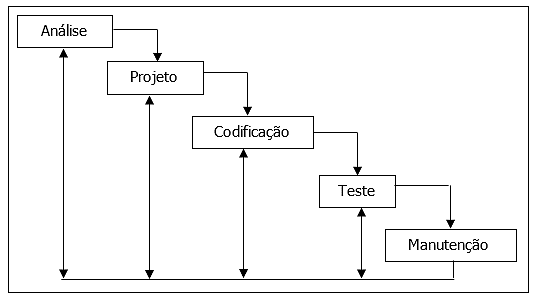 Análise
Projeto
Codificação
Teste
Manutenção